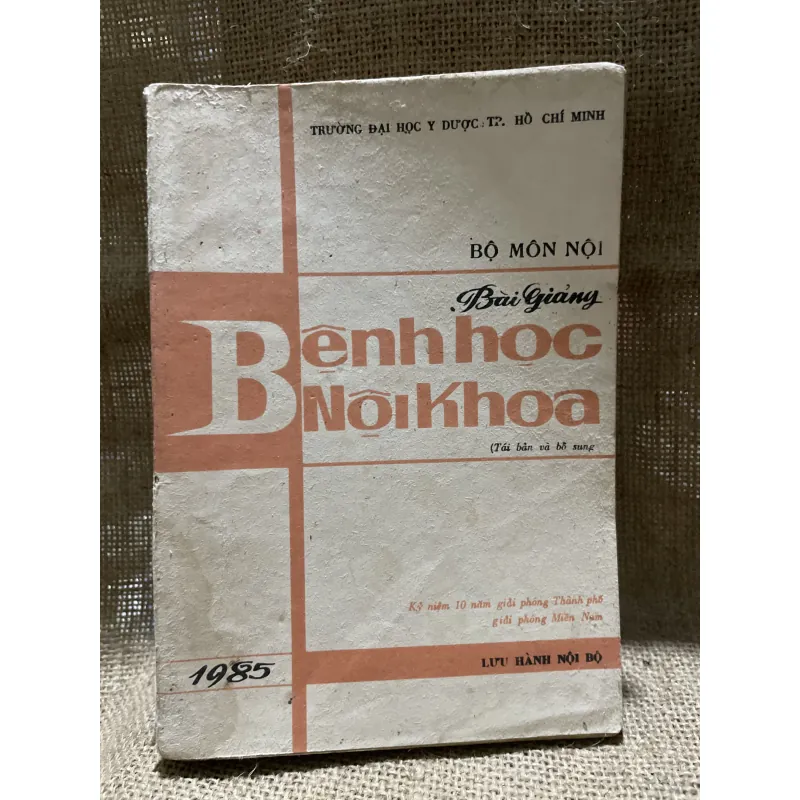 TRƯỜNG ĐẠI HỌC Y DƯỢC: TP. HỒ CHÍ MINH
BỘ MÔN NỘI
Bài Giảng
Bệnh học
Nội khoa
(Tái bản và bổ sung
Kỷ niệm 10 năm giải phóng Thành phố
giải phóng Miền Nam
LƯU HÀNH NỘI BỘ
1985